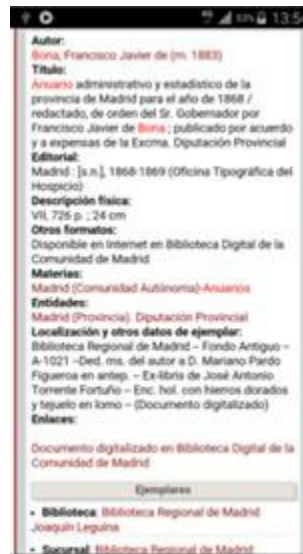 13:5
Autor:
Bona, Francisco Javier de (m. 1883)
Título:
Anuario administrativo y estadístico de la
provincia de Madrid para el año de 1868 /
redactado, de orden del Sr. Gobernador por
Francisco Javier de Bona ; publicado por acuerdo
y a expensas de la Excma. Diputación Provincial
Editorial:
Madrid : [s.n.], 1868-1869 (Oficina Tipográfica del
Hospicio)
Descripción física:
VII, 726 p. ; 24 cm
Otros formatos:
Disponible en Internet en Biblioteca Digital de la
Comunidad de Madrid
Materias:
Madrid (Comunidad Autónoma)-Anuarios
Entidades:
Madrid (Provincia). Diputación Provincial
Localización y otros datos de ejemplar:
Biblioteca Regional de Madrid – Fondo Antiguo –
A-1021 –Ded. ms. del autor a D. Mariano Pardo
Figueroa en antep. – Ex-libris de José Antonio
Torrente Fortuño – Enc. hol. con hierros dorados
y tejuelo en lomo – (Documento digitalizado)
Enlaces:
Documento digitalizado en Biblioteca Digital de la
Comunidad de Madrid
Ejemplares
• Biblioteca: Biblioteca Regional de Madrid
Joaquín Leguina
• Sucursal: Biblioteca Regional de Madrid